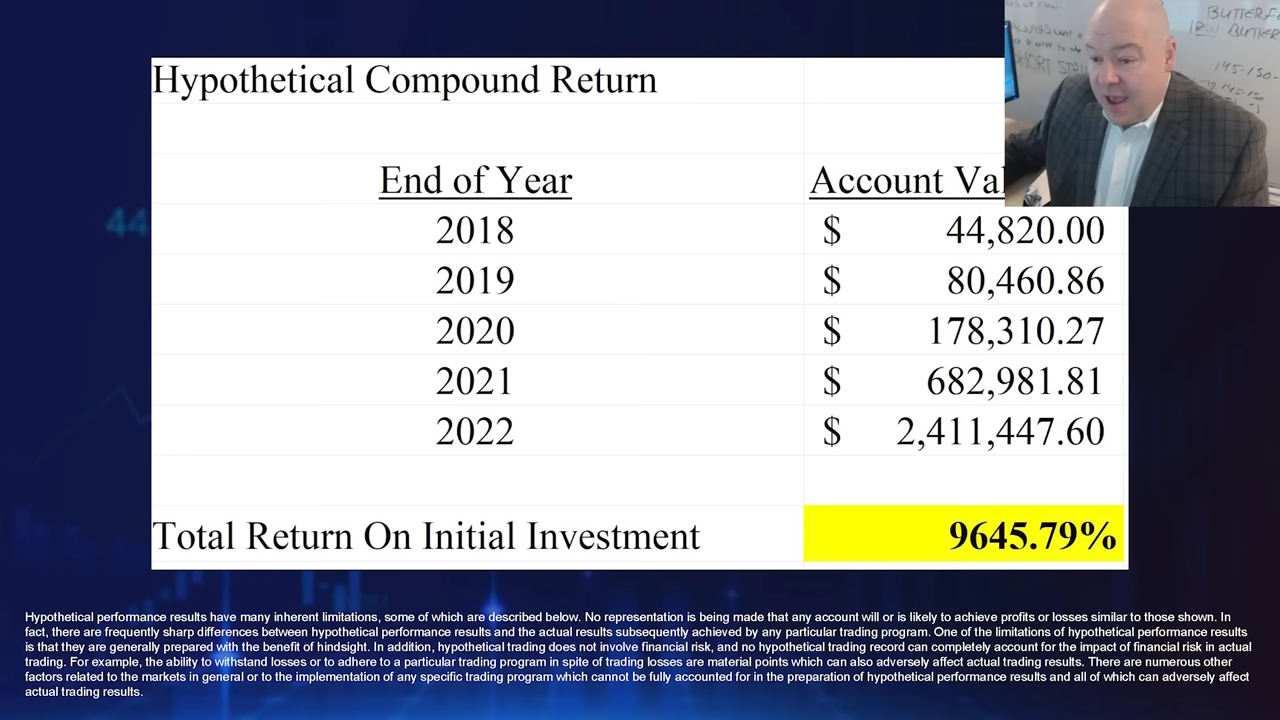 Hypothetical Compound Return
End of Year Account
2018 $ 44,820.00
2019 $ 80,460.86
2020 $ 178,310.27
2021 $ 682,981.81
2022 $ 2,411,447.60
Total Return On Initial Investment 9645.79%
BUTTERF
IRON BUTTER
145-150-
44
Hypothetical performance results have many inherent limitations, some of which are described below. No representation is being made that any account will or is likely to achieve profits or losses similar to those shown. In
fact, there are frequently sharp differences between hypothetical performance results and the actual results subsequently achieved by any particular trading program. One of the limitations of hypothetical performance results
is that they are generally prepared with the benefit of hindsight. In addition, hypothetical trading does not involve financial risk, and no hypothetical trading record can completely account for the impact of financial risk in actual
trading. For example, the ability to withstand losses or to adhere to a particular trading program in spite of trading losses are material points which can also adversely affect actual trading results. There are numerous other
factors related to the markets in general or to the implementation of any specific trading program which cannot be fully accounted for in the preparation of hypothetical performance results and all of which can adversely affect
actual trading results.